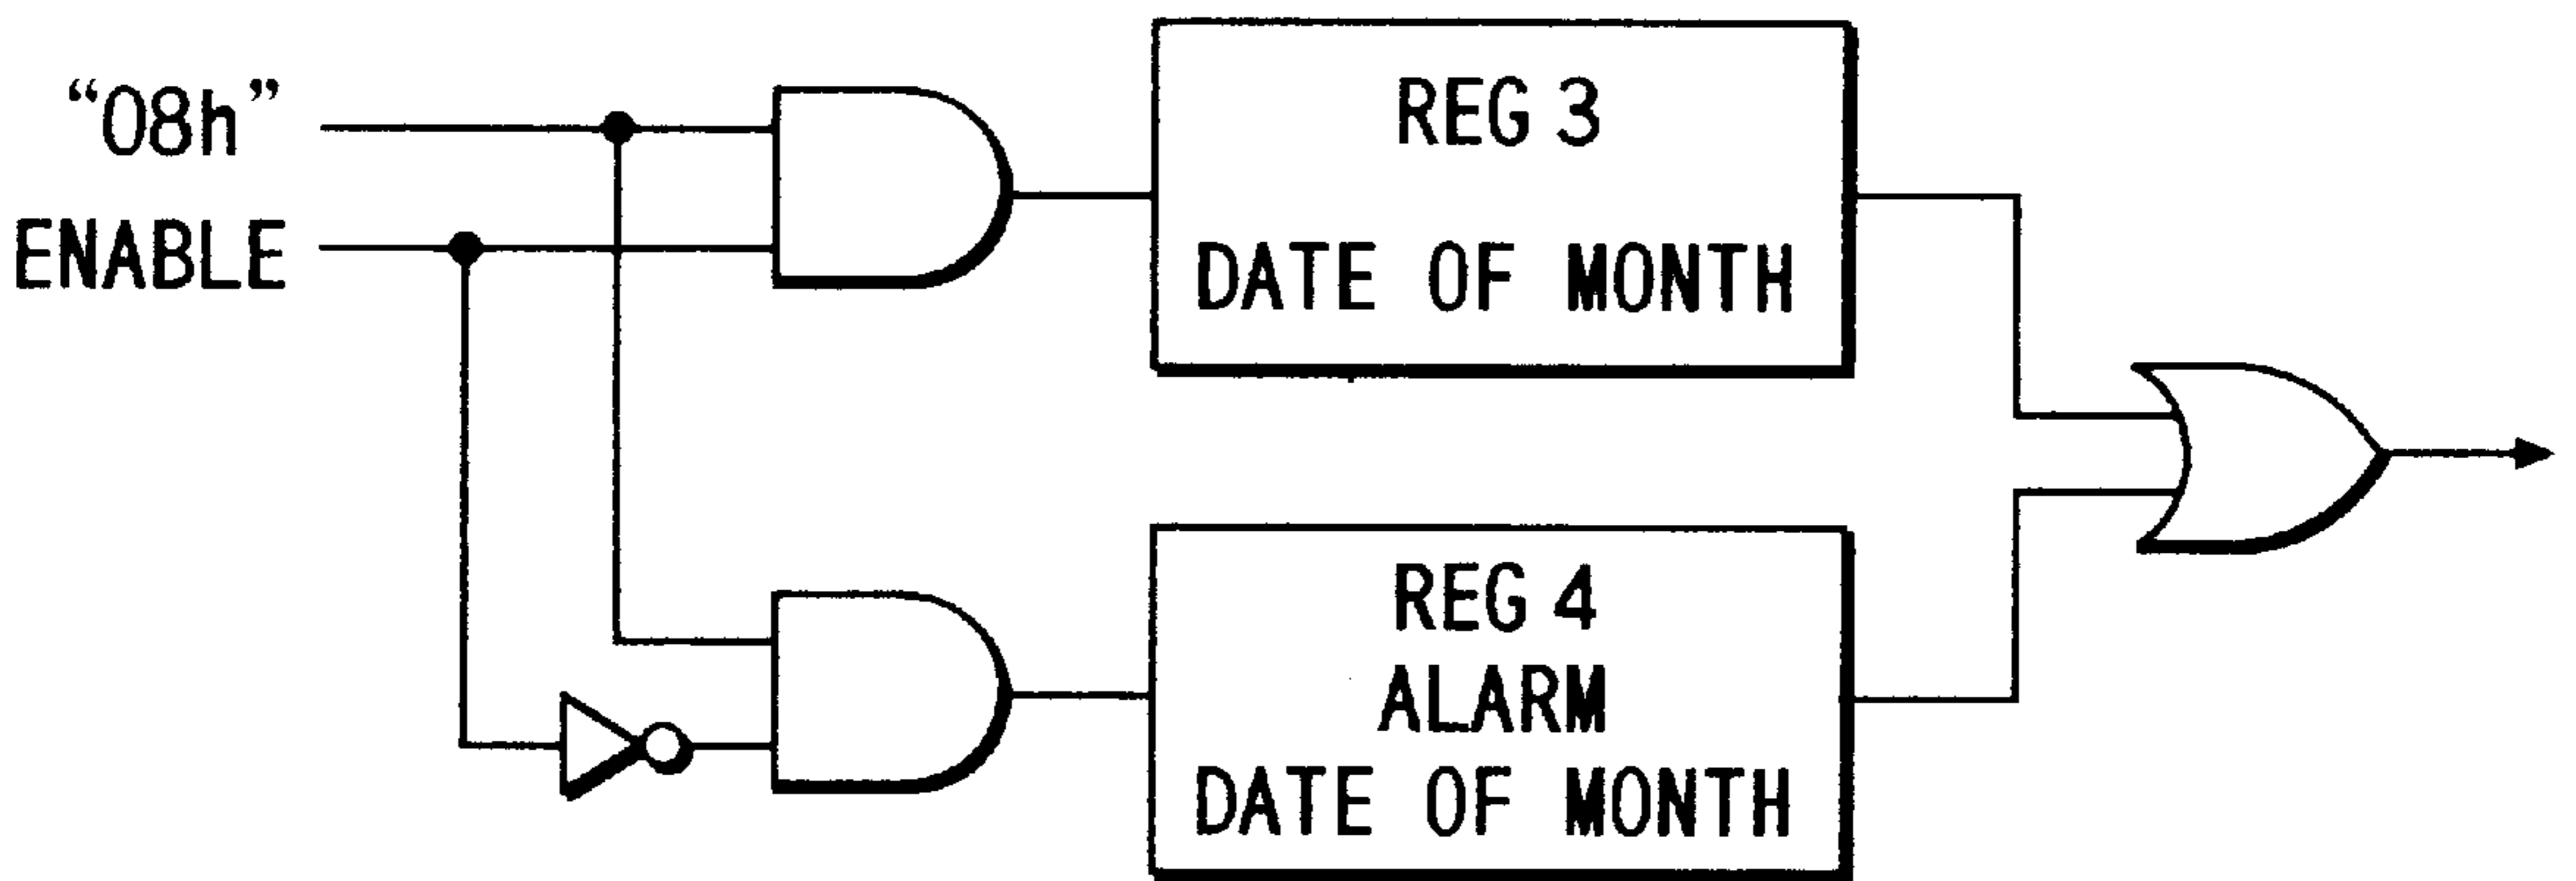 “08h”
ENABLE
REG 3
DATE OF MONTH
REG 4
ALARM
DATE OF MONTH